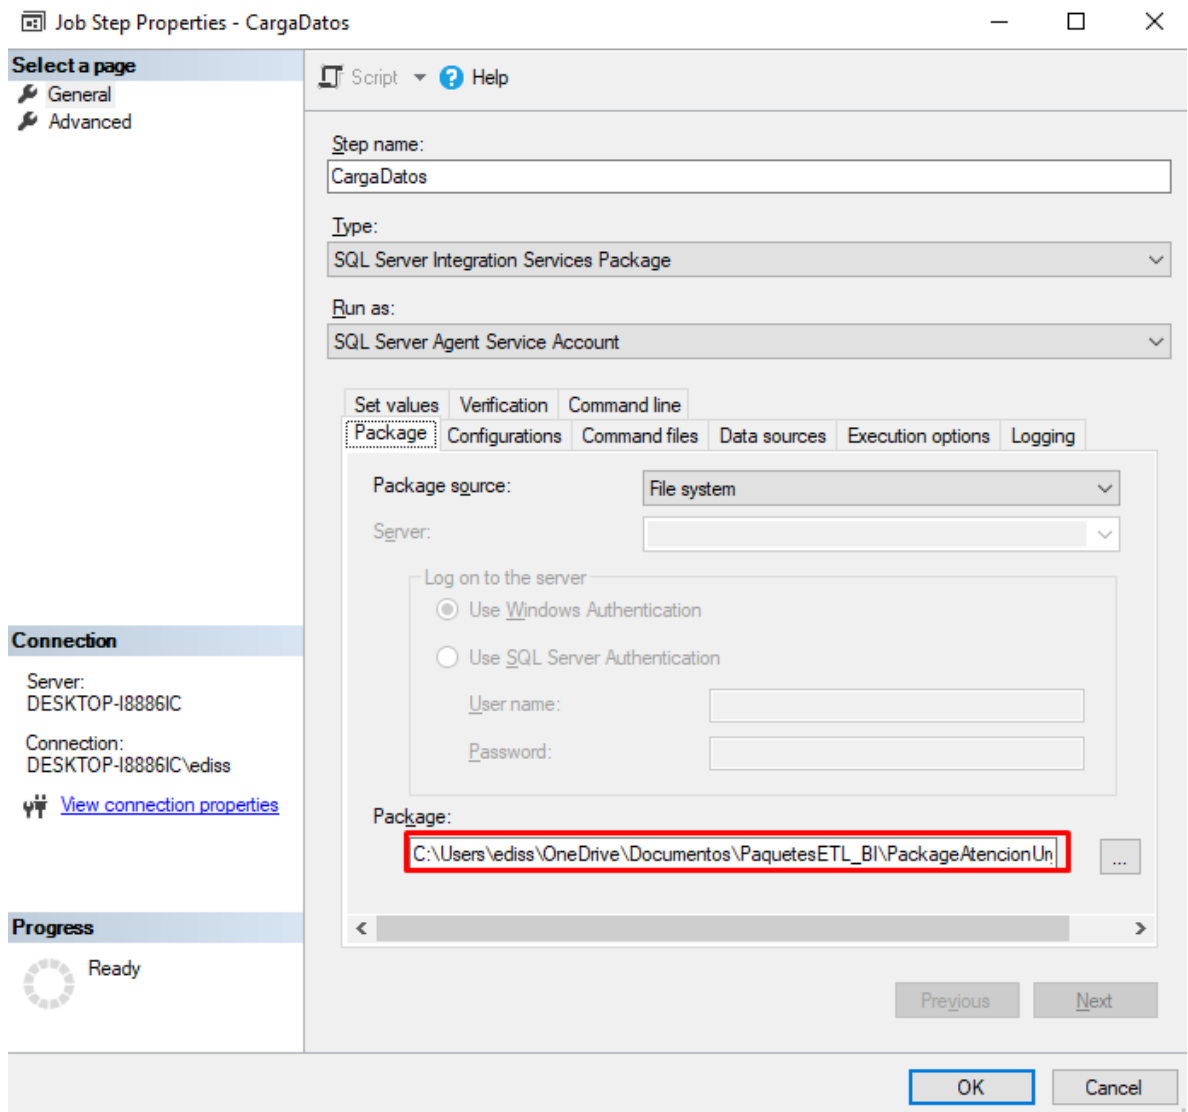 Job Step Properties - CargaDatos
Select a page
General
Advanced
Script
Help
Step name:
CargaDatos
Type:
SQL Server Integration Services Package
Run as:
SQL Server Agent Service Account
Set values
Verification
Command line
Package
Configurations
Command files
Data sources
Execution options
Logging
Package source:
File system
Server:
Log on to the server
Use Windows Authentication
Use SQL Server Authentication
User name:
Password:
Package:
C:\Users\ediss\OneDrive\Documentos\PaquetesETL_BI\PackageAtencionUr
...
Connection
Server:
DESKTOP-I8886IC
Connection:
DESKTOP-I8886IC\ediss
View connection properties
Progress
Ready
Previous
Next
OK
Cancel